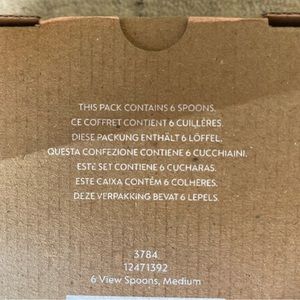 THIS PACK CONTAINS 6 SPOONS.
CE COFFRET CONTIENT 6 CUILLÈRES.
DIESE PACKUNG ENTHÄLT 6 LÖFFEL.
QUESTA CONFEZIONE CONTIENE 6 CUCCHIAINI.
ESTE SET CONTIENE 6 CUCHARAS.
ESTE CAIXA CONTÉM 6 COLHERES.
DEZE VERPAKKING BEVAT 6 LEPELS.
3784
12471392
6 View Spoons, Medium